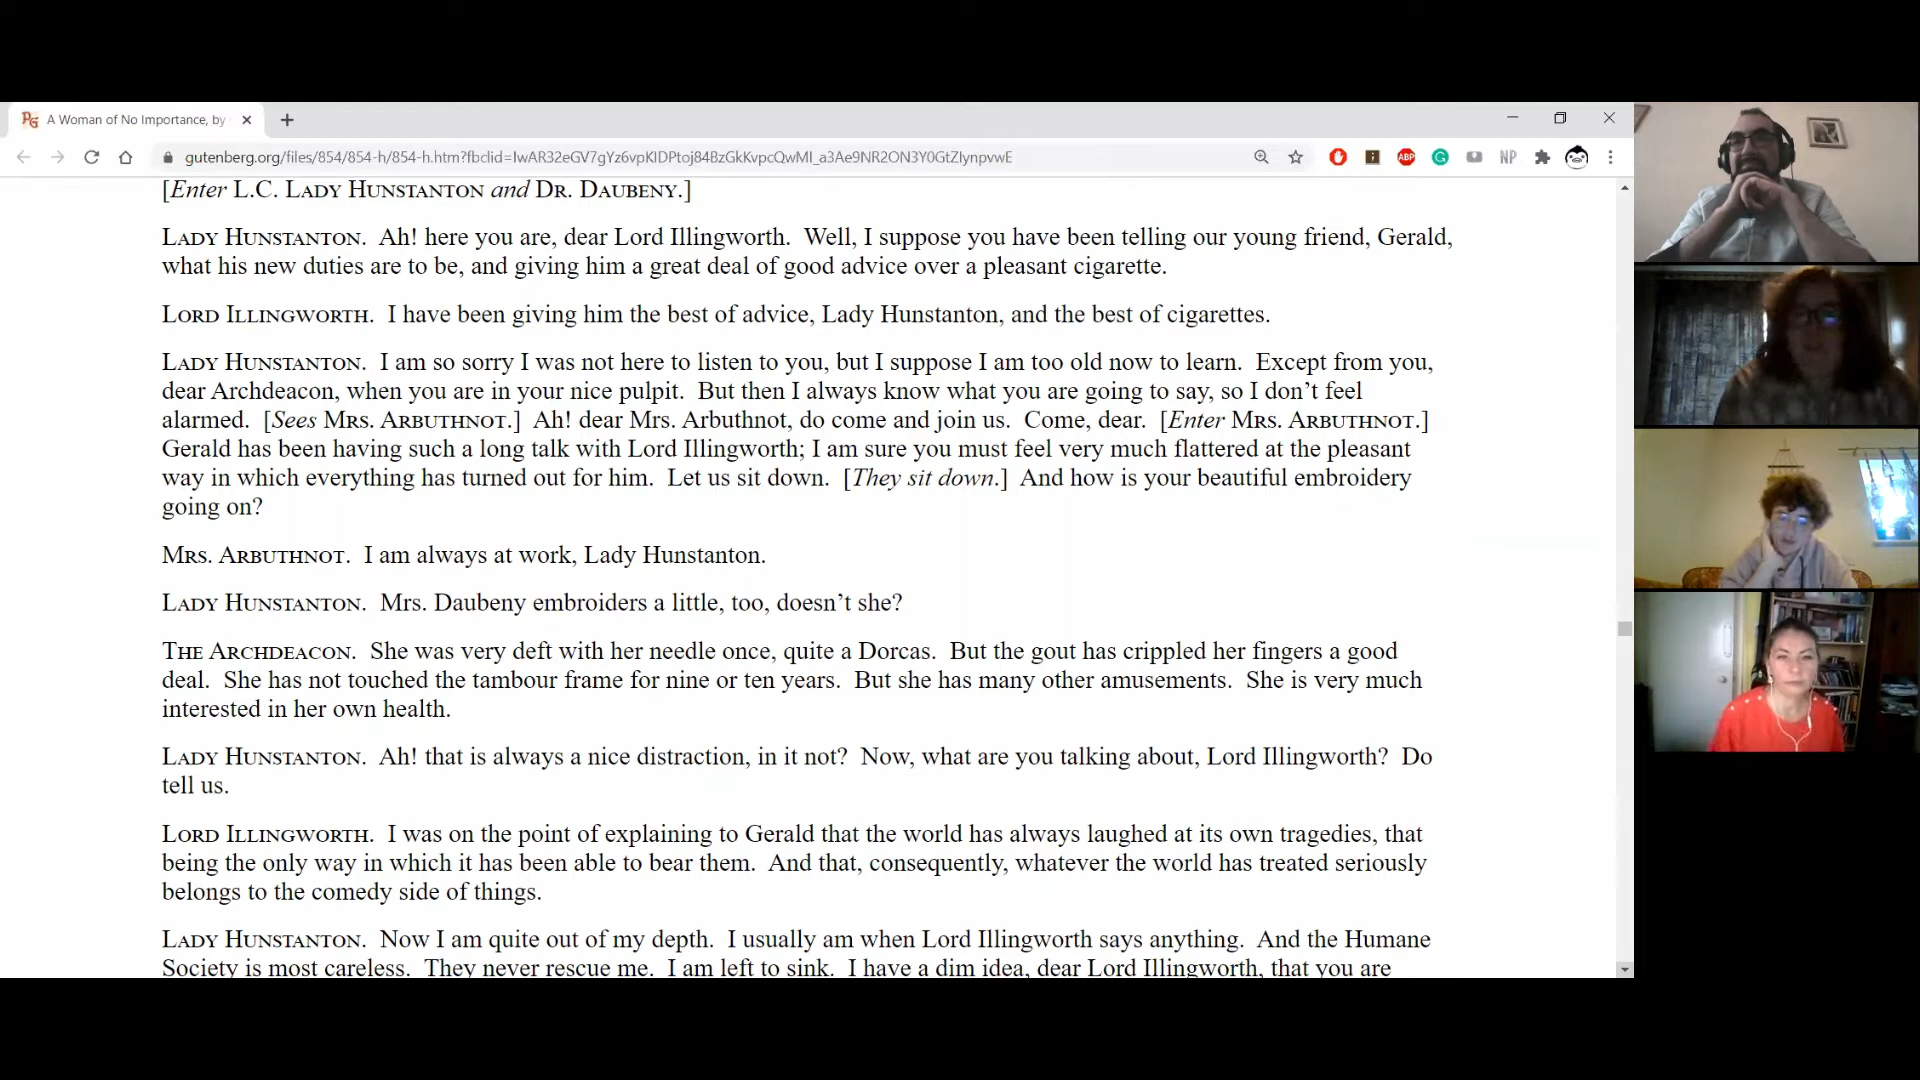 A Woman of No Importance, by
gutenberg.org/files/854/854-h/854-h.htm?fbclid=IwAR32eGV7gYz6vpKIDPtoj84BzGkKvpcQwMI_a3Ae9NR2ON3Y0GtZIynpvwE
ABP
NP
[Enter L.C. LADY HUNSTANTON and DR. DAUBENY.]
LADY HUNSTANTON. Ah! here you are, dear Lord Illingworth. Well, I suppose you have been telling our young friend, Gerald,
what his new duties are to be, and giving him a great deal of good advice over a pleasant cigarette.
LORD ILLINGWORTH. I have been giving him the best of advice, Lady Hunstanton, and the best of cigarettes.
LADY HUNSTANTON. I am so sorry I was not here to listen to you, but I suppose I am too old now to learn. Except from you,
dear Archdeacon, when you are in your nice pulpit. But then I always know what you are going to say, so I don’t feel
alarmed. [Sees MRS. ARBUTHNOT.] Ah! dear Mrs. Arbuthnot, do come and join us. Come, dear. [Enter MRS. ARBUTHNOT.]
Gerald has been having such a long talk with Lord Illingworth; I am sure you must feel very much flattered at the pleasant
way in which everything has turned out for him. Let us sit down. [They sit down.] And how is your beautiful embroidery
going on?
MRS. ARBUTHNOT. I am always at work, Lady Hunstanton.
LADY HUNSTANTON. Mrs. Daubeny embroiders a little, too, doesn’t she?
THE ARCHDEACON. She was very deft with her needle once, quite a Dorcas. But the gout has crippled her fingers a good
deal. She has not touched the tambour frame for nine or ten years. But she has many other amusements. She is very much
interested in her own health.
LADY HUNSTANTON. Ah! that is always a nice distraction, in it not? Now, what are you talking about, Lord Illingworth? Do
tell us.
LORD ILLINGWORTH. I was on the point of explaining to Gerald that the world has always laughed at its own tragedies, that
being the only way in which it has been able to bear them. And that, consequently, whatever the world has treated seriously
belongs to the comedy side of things.
LADY HUNSTANTON. Now I am quite out of my depth. I usually am when Lord Illingworth says anything. And the Humane
Society is most careless. They never rescue me. I am left to sink. I have a dim idea, dear Lord Illingworth, that you are